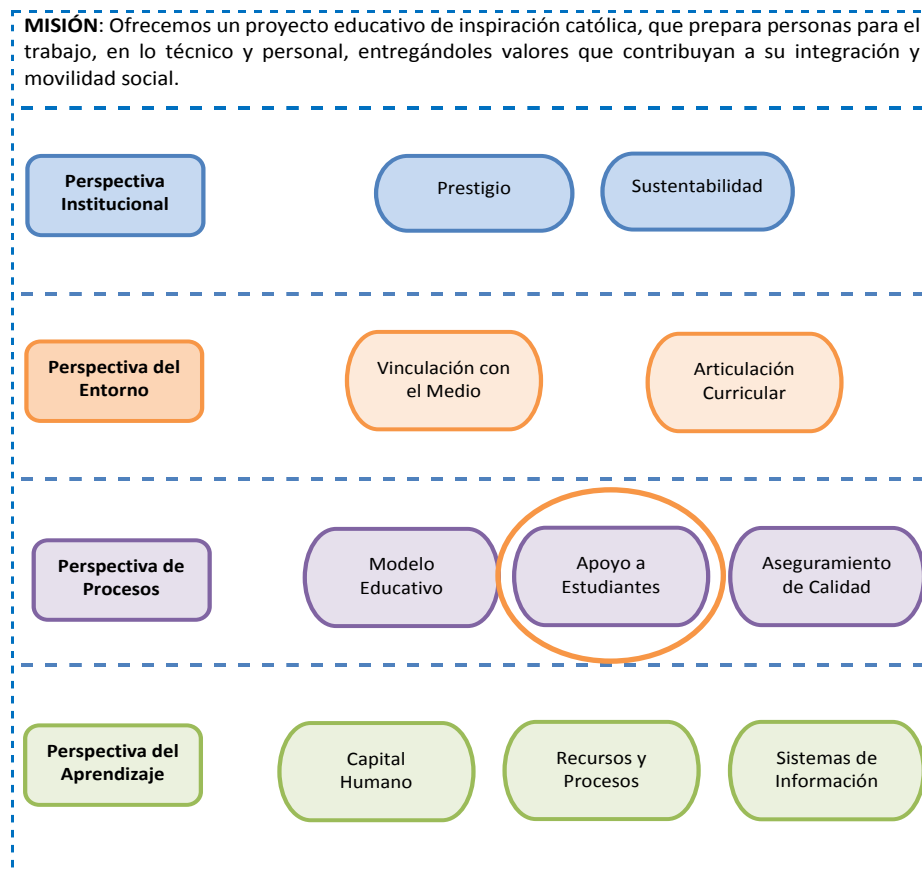 MISIÓN: Ofrecemos un proyecto educativo de inspiración católica, que prepara personas para el
trabajo, en lo técnico y personal, entregándoles valores que contribuyan a su integración y
movilidad social.
Perspectiva
Institucional
Prestigio
Sustentabilidad
Perspectiva del
Entorno
Vinculación con
el Medio
Articulación
Curricular
Perspectiva de
Procesos
Modelo
Educativo
Apoyo a
Estudiantes
Aseguramiento
de Calidad
Perspectiva del
Aprendizaje
Capital
Humano
Recursos y
Procesos
Sistemas de
Información